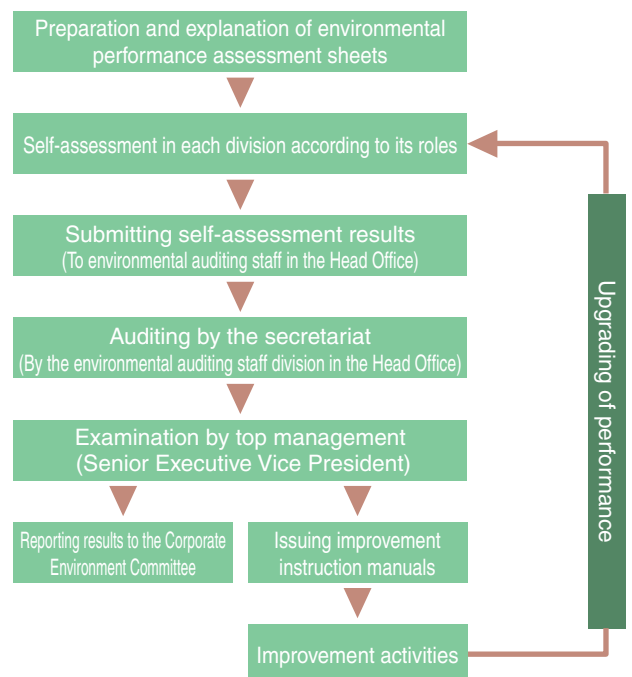 Preparation and explanation of environmental
performance assessment sheets
Self-assessment in each division according to its roles
Submitting self-assessment results
(To environmental auditing staff in the Head Office)
Auditing by the secretariat
(By the environmental auditing staff division in the Head Office)
Examination by top management
(Senior Executive Vice President)
Reporting results to the Corporate
Environment Committee
Issuing improvement
instruction manuals
Improvement activities
Upgrading of performance